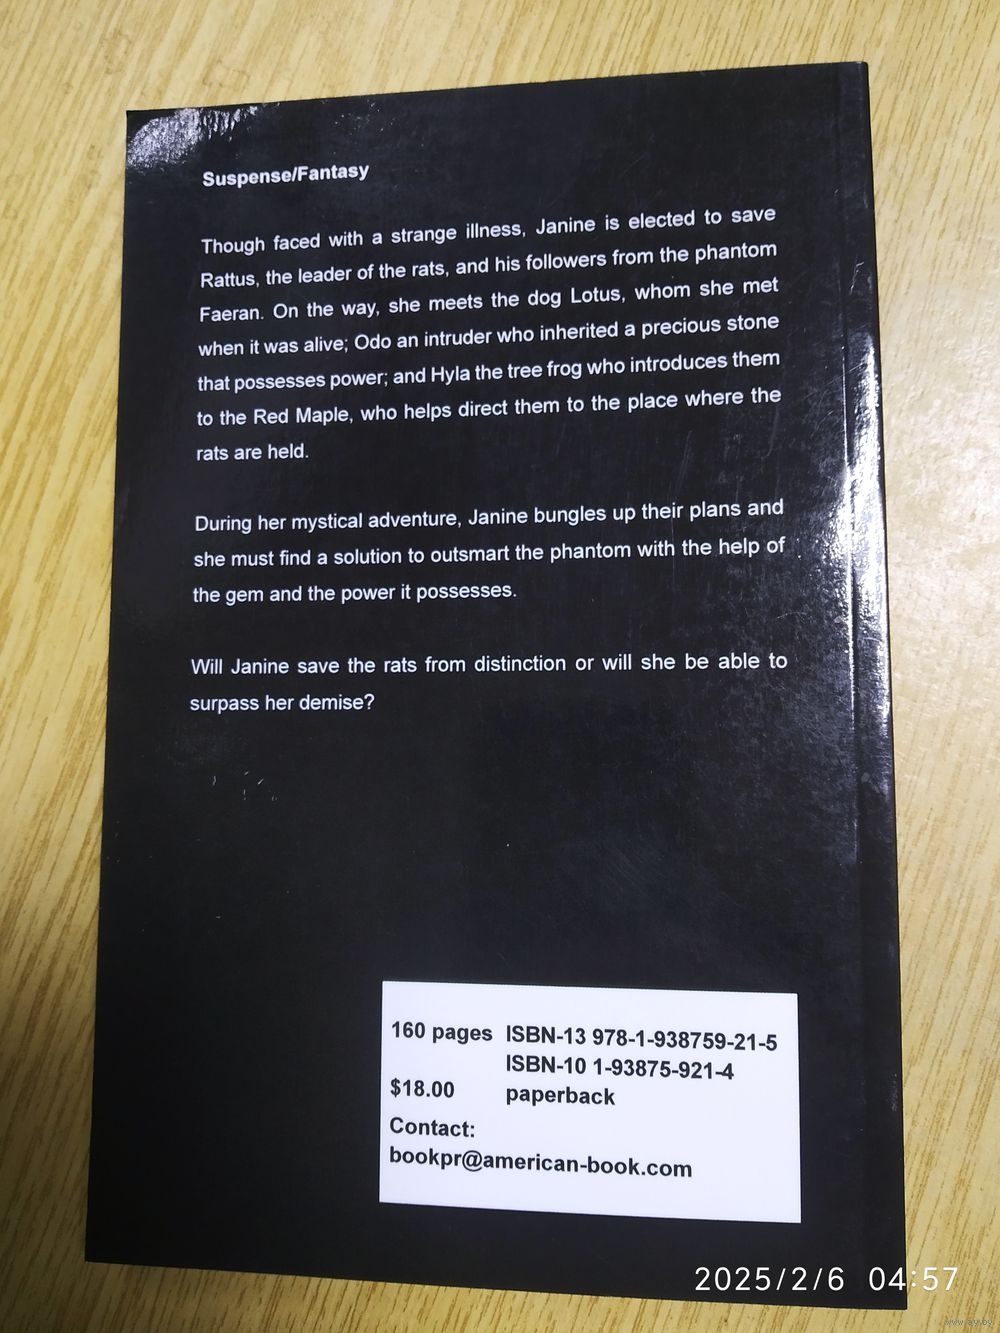 Suspense/Fantasy
Though faced with a strange illness, Janine is elected to save
Rattus, the leader of the rats, and his followers from the phantom
Faeran. On the way, she meets the dog Lotus, whom she met
when it was alive; Odo an intruder who inherited a precious stone
that possesses power; and Hyla the tree frog who introduces them
to the Red Maple, who helps direct them to the place where the
rats are held.
During her mystical adventure, Janine bungles up their plans and
she must find a solution to outsmart the phantom with the help of
the gem and the power it possesses.
Will Janine save the rats from distinction or will she be able to
surpass her demise?
160 pages ISBN-13 978-1-938759-21-5
ISBN-10 1-93875-921-4
$18.00 paperback
Contact:
bookpr@american-book.com
2025/2/6 04:57
www.ay.by